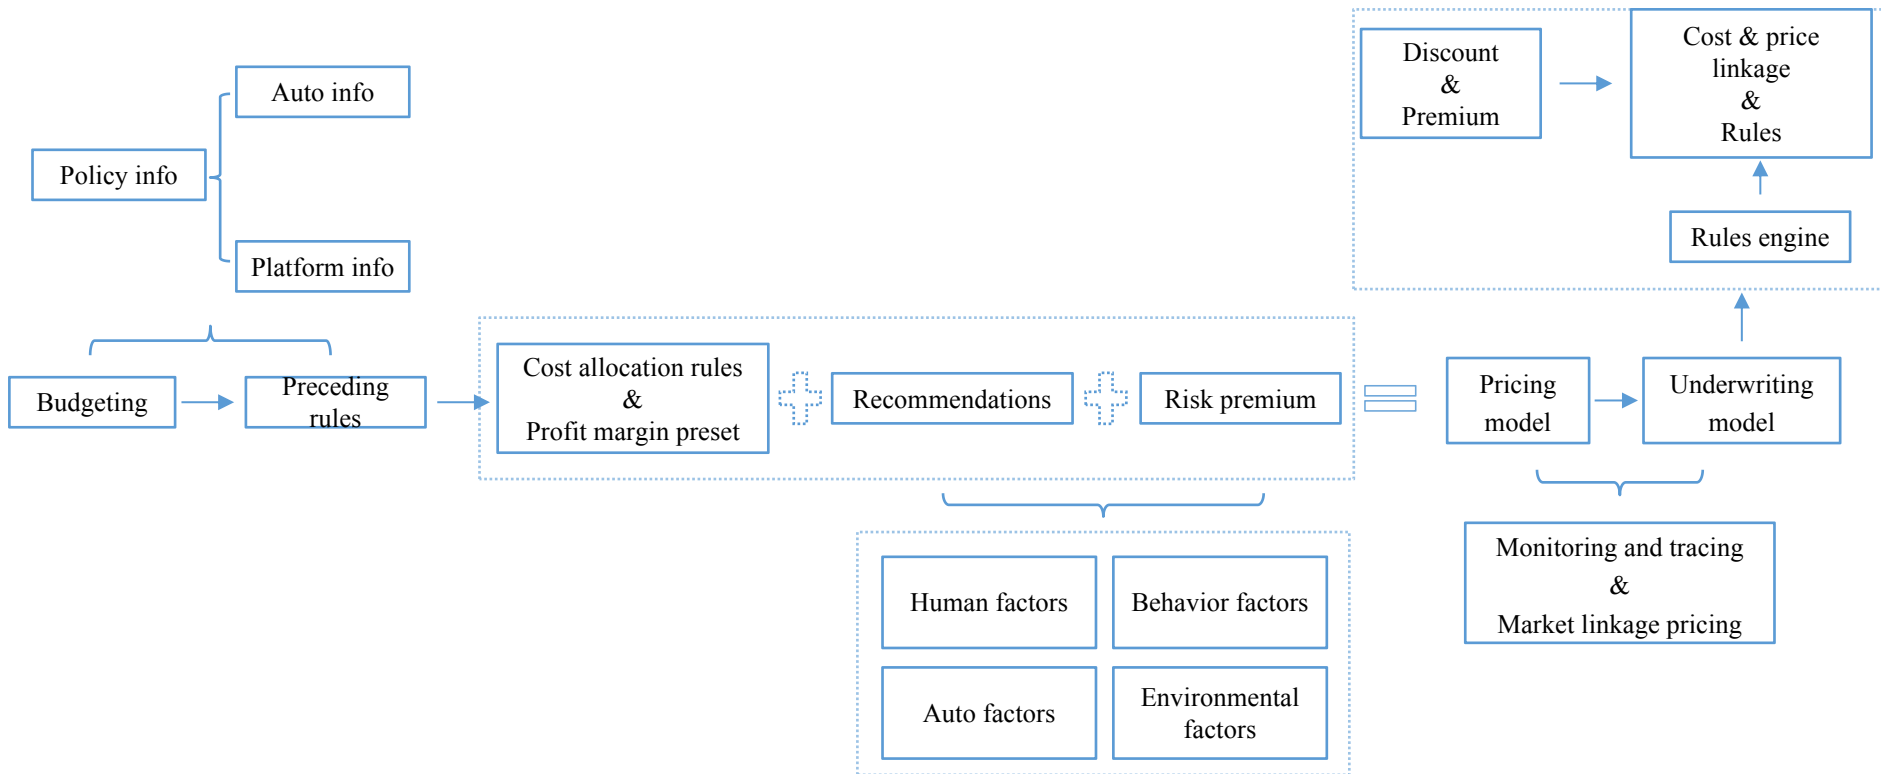 Discount
&
Premium
Cost & price
linkage
&
Rules
Auto info
Policy info
Rules engine
Platform info
Budgeting
Preceding
rules
Cost allocation rules
&
Profit margin preset
Recommendations
Risk premium
Pricing
model
Underwriting
model
Human factors
Behavior factors
Auto factors
Environmental
factors
Monitoring and tracing
&
Market linkage pricing